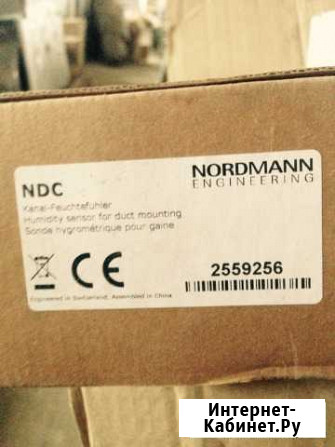 NORDMANN
ENGINEERING
NDC
Kanal-Feuchtefühler
Humidity sensor for duct mounting
Sonde hygrométrique pour gaine
CE
2559256
Engineered in Switzerland, Assembled in China
Интернет-
Кабинет.Ру